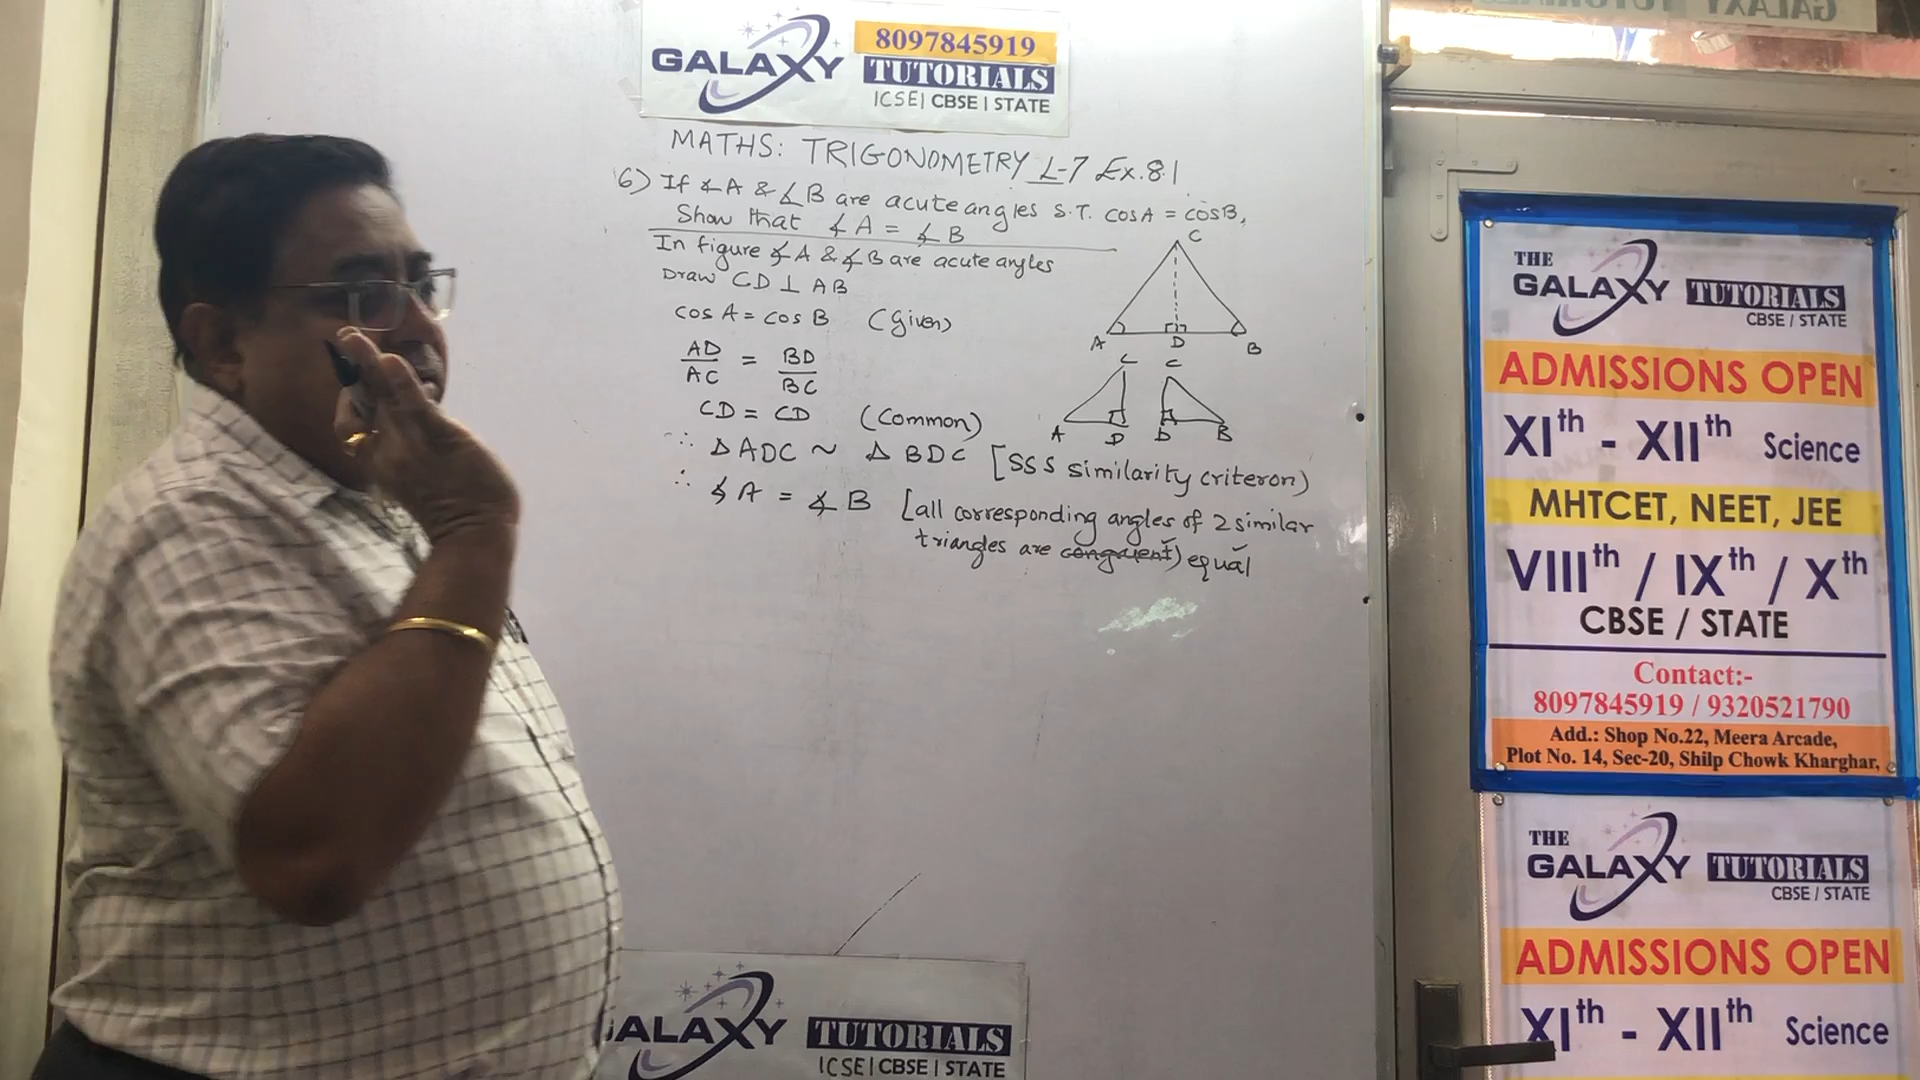 GALAXY
8097845919
TUTORIALS
ICSE | CBSE | STATE
MATHS: TRIGONOMETRY L-7 Ex.8.1
6) If ∡A & ∡B are acute angles S.T. cos A = cos B,
Show that ∡A = ∡B
In figure ∡A & ∡B are acute angles
Draw CD ⊥ AB
cos A = cos B (Given)
AD/AC = BD/BC
CD = CD (Common)
∴ Δ ADC ~ Δ BDC [SSS similarity criteron)
∴ ∡A = ∡B [all corresponding angles of 2 similar
triangles are congruent) equal
C
A D B
C C
A D D B
GALAXY TUTORIALS
ICSE | CBSE | STATE
GALAXY TUTORIALS
THE
GALAXY TUTORIALS
CBSE / STATE
ADMISSIONS OPEN
XIth - XIIth Science
MHTCET, NEET, JEE
VIIIth / IXth / Xth
CBSE / STATE
Contact:-
8097845919 / 9320521790
Add.: Shop No.22, Meera Arcade,
Plot No. 14, Sec-20, Shilp Chowk Kharghar,
THE
GALAXY TUTORIALS
CBSE / STATE
ADMISSIONS OPEN
XIth - XIIth Science